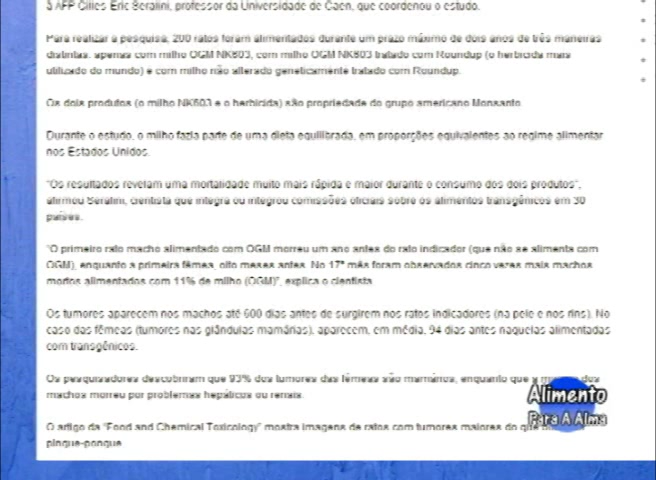 à AFP Gilles-Eric Seralini, professor da Universidade de Caen, que coordenou o estudo.
Para realizar a pesquisa, 200 ratos foram alimentados durante um prazo máximo de dois anos de três maneiras
distintas: apenas com milho OGM NK603, com milho OGM NK603 tratado com Roundup (o herbicida mais
utilizado do mundo) e com milho não alterado geneticamente tratado com Roundup.
Os dois produtos (o milho NK603 e o herbicida) são propriedade do grupo americano Monsanto
Durante o estudo, o milho fazia parte de uma dieta equilibrada, em proporções equivalentes ao regime alimentar
nos Estados Unidos.
"Os resultados revelam uma mortalidade muito mais rápida e maior durante o consumo dos dois produtos",
afirmou Seralini, cientista que integra ou integrou comissões oficiais sobre os alimentos transgênicos em 30
países.
"O primeiro rato macho alimentado com OGM morreu um ano antes do rato indicador (que não se alimenta com
OGM), enquanto a primeira fêmea, oito meses antes. No 17º mês foram observados cinco vezes mais machos
mortos alimentados com 11% de milho (OGM)", explica o cientista
Os tumores aparecem nos machos até 600 dias antes de surgirem nos ratos indicadores (na pele e nos rins). No
caso das fêmeas (tumores nas glândulas mamárias), aparecem, em média, 94 dias antes naquelas alimentadas
com transgênicos.
Os pesquisadores descobriram que 93% dos tumores das fêmeas são mamários, enquanto que a dos
machos morreu por problemas hepáticos ou renais.
O artigo da "Food and Chemical Toxicology" mostra imagens de ratos com tumores maiores do que
pingue-pongue
Alimento
Para A Alma